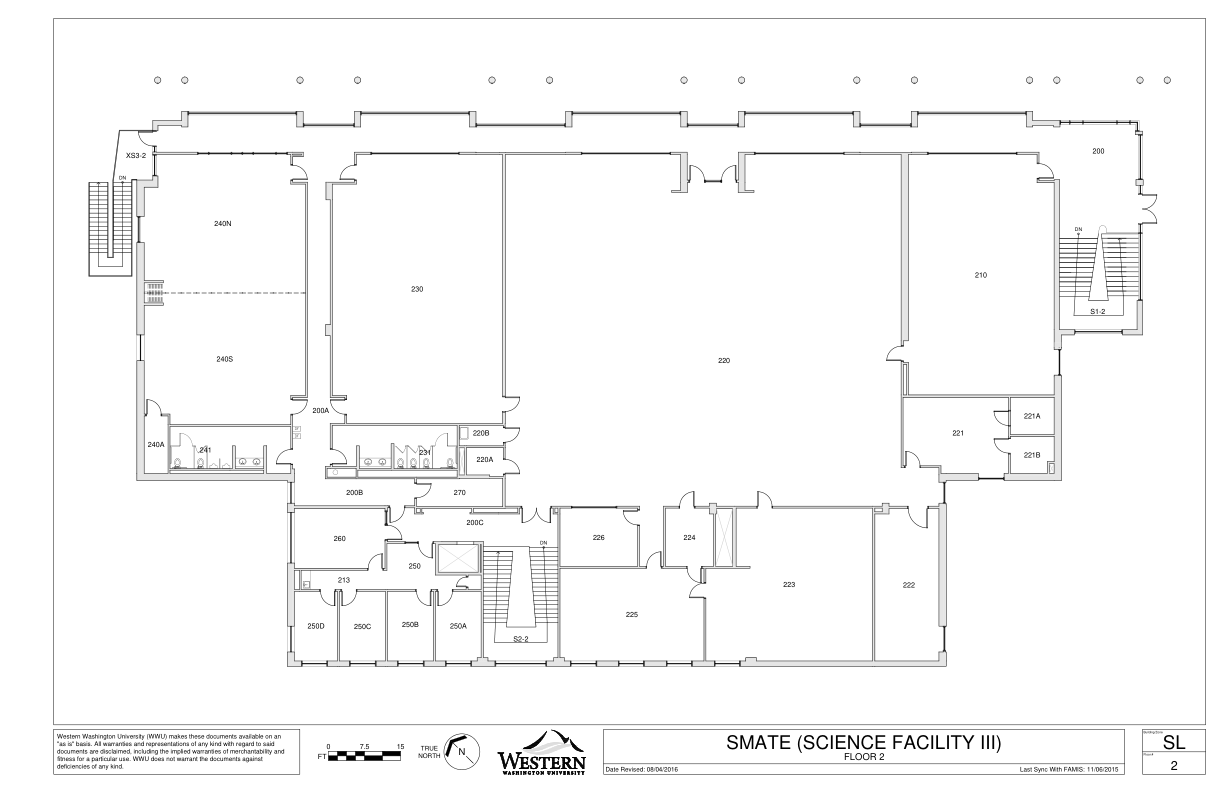 XS3-2
DN
200
240N
DN
210
230
S1-2
240S
220
200A
221A
240A
241
231
220B
221
220A
221B
200B
270
200C
260
226
224
DN
250
213
223
222
225
250D
250C
250B
250A
S2-2
Western Washington University (WWU) makes these documents available on an
"as is" basis. All warranties and representations of any kind with regard to said
documents are disclaimed, including the implied warranties of merchantability and
fitness for a particular use. WWU does not warrant the documents against
deficiencies of any kind.
0 7.5 15
FT
TRUE
NORTH
N
WESTERN
WASHINGTON UNIVERSITY
SMATE (SCIENCE FACILITY III)
FLOOR 2
Date Revised: 08/04/2016
Last Sync With FAMIS: 11/06/2015
SL
2